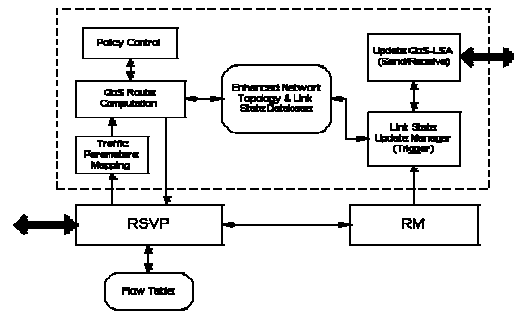 Policy Control
Update QoS-LSA
(Send/Receive)
QoS Route
Computation
Enhanced Network
Topology & Link
State Database
Traffic
Parameters
Mapping
Link State
Update Manager
(Trigger)
RSVP
RM
Flow Table